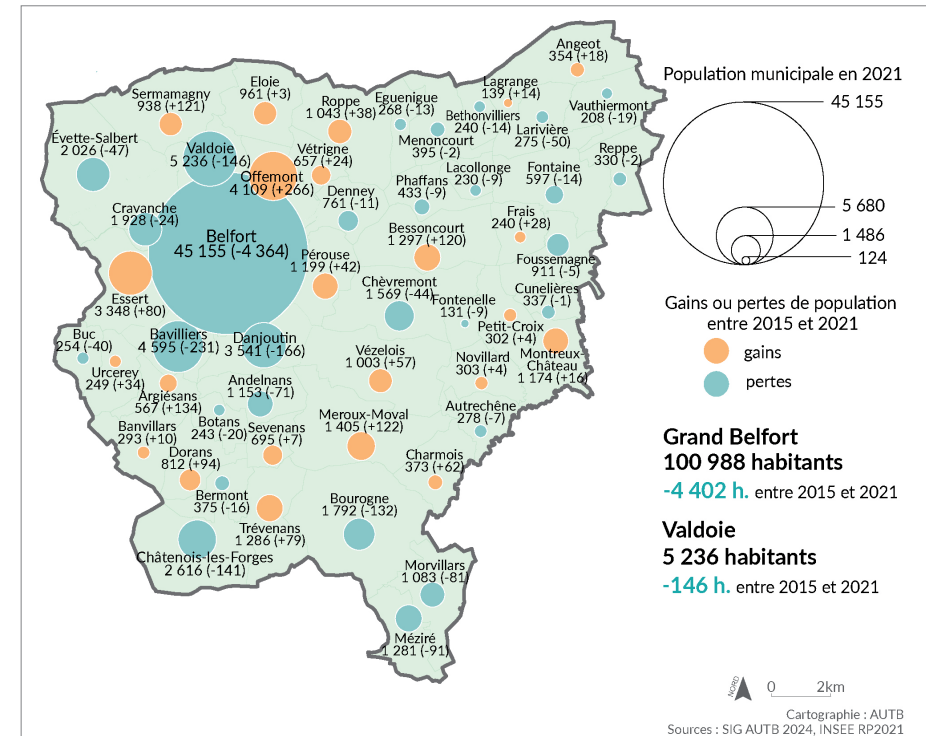 Angeot
354 (+18)
Lagrange
139 (+14)
Eloie
961 (+3)
Sermamagny
938 (+121)
Roppe
1 043 (+38)
Eguenigue
268 (-13)
Bethonvilliers
240 (-14)
Vauthiermont
208 (-19)
Larivière
275 (-50)
Menoncourt
395 (-2)
Évette-Salbert
2 026 (-47)
Valdoie
5 236 (-146)
Vétrigne
657 (+24)
Reppe
330 (-2)
Offemont
4 109 (+266)
Lacollonge
230 (-9)
Fontaine
597 (-14)
Phaffans
433 (-9)
Denney
761 (-11)
Cravanche
1 928 (-24)
Frais
240 (+28)
Belfort
45 155 (-4 364)
Bessoncourt
1 297 (+120)
Pérouse
1 199 (+42)
Foussemagne
911 (-5)
Chèvremont
1 569 (-44)
Cunelières
337 (-1)
Essert
3 348 (+80)
Fontenelle
131 (-9)
Petit-Croix
302 (+4)
Buc
254 (-40)
Bavilliers
4 595 (-231)
Danjoutin
3 541 (-166)
Vézelois
1 003 (+57)
Novillard
303 (+4)
Montreux-
Château
1 174 (+16)
Urcerey
249 (+34)
Andelnans
1 153 (-71)
Argiésans
567 (+134)
Autrechêne
278 (-7)
Meroux-Moval
1 405 (+122)
Botans
243 (-20)
Banvillars
293 (+10)
Sevenans
695 (+7)
Dorans
812 (+94)
Charmois
373 (+62)
Bermont
375 (-16)
Bourogne
1 792 (-132)
Trévenans
1 286 (+79)
Châtenois-les-Forges
2 616 (-141)
Morvillars
1 083 (-81)
Méziré
1 281 (-91)
Population municipale en 2021
45 155
5 680
1 486
124
Gains ou pertes de population
entre 2015 et 2021
gains
pertes
Grand Belfort
100 988 habitants
-4 402 h. entre 2015 et 2021
Valdoie
5 236 habitants
-146 h. entre 2015 et 2021
NORD
0 2km
Cartographie : AUTB
Sources : SIG AUTB 2024, INSEE RP2021